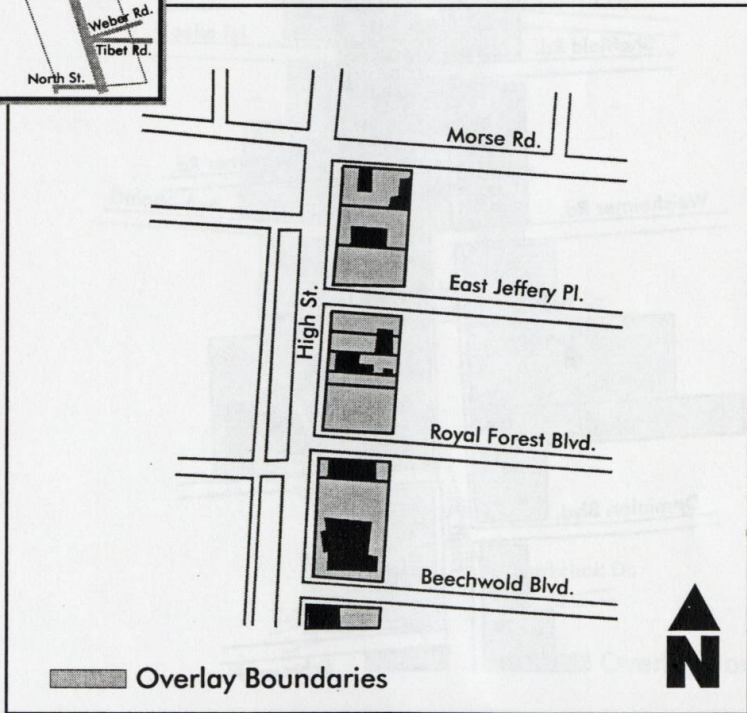 Weber Rd.
Tibet Rd.
North St.
Morse Rd.
East Jeffery Pl.
High St.
Royal Forest Blvd.
Beechwold Blvd.
N
Overlay Boundaries